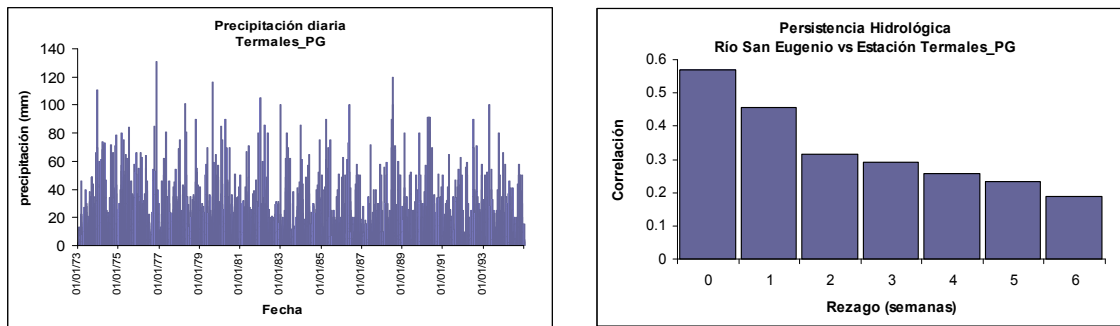 Precipitación diaria
Termales_PG
precipitación (mm)
140
120
100
80
60
40
20
0
01/01/73
01/01/75
01/01/77
01/01/79
01/01/81
01/01/83
01/01/85
01/01/87
01/01/89
01/01/91
01/01/93
Fecha
Persistencia Hidrológica
Río San Eugenio vs Estación Termales_PG
Correlación
0.6
0.5
0.4
0.3
0.2
0.1
0
0 1 2 3 4 5 6
Rezago (semanas)